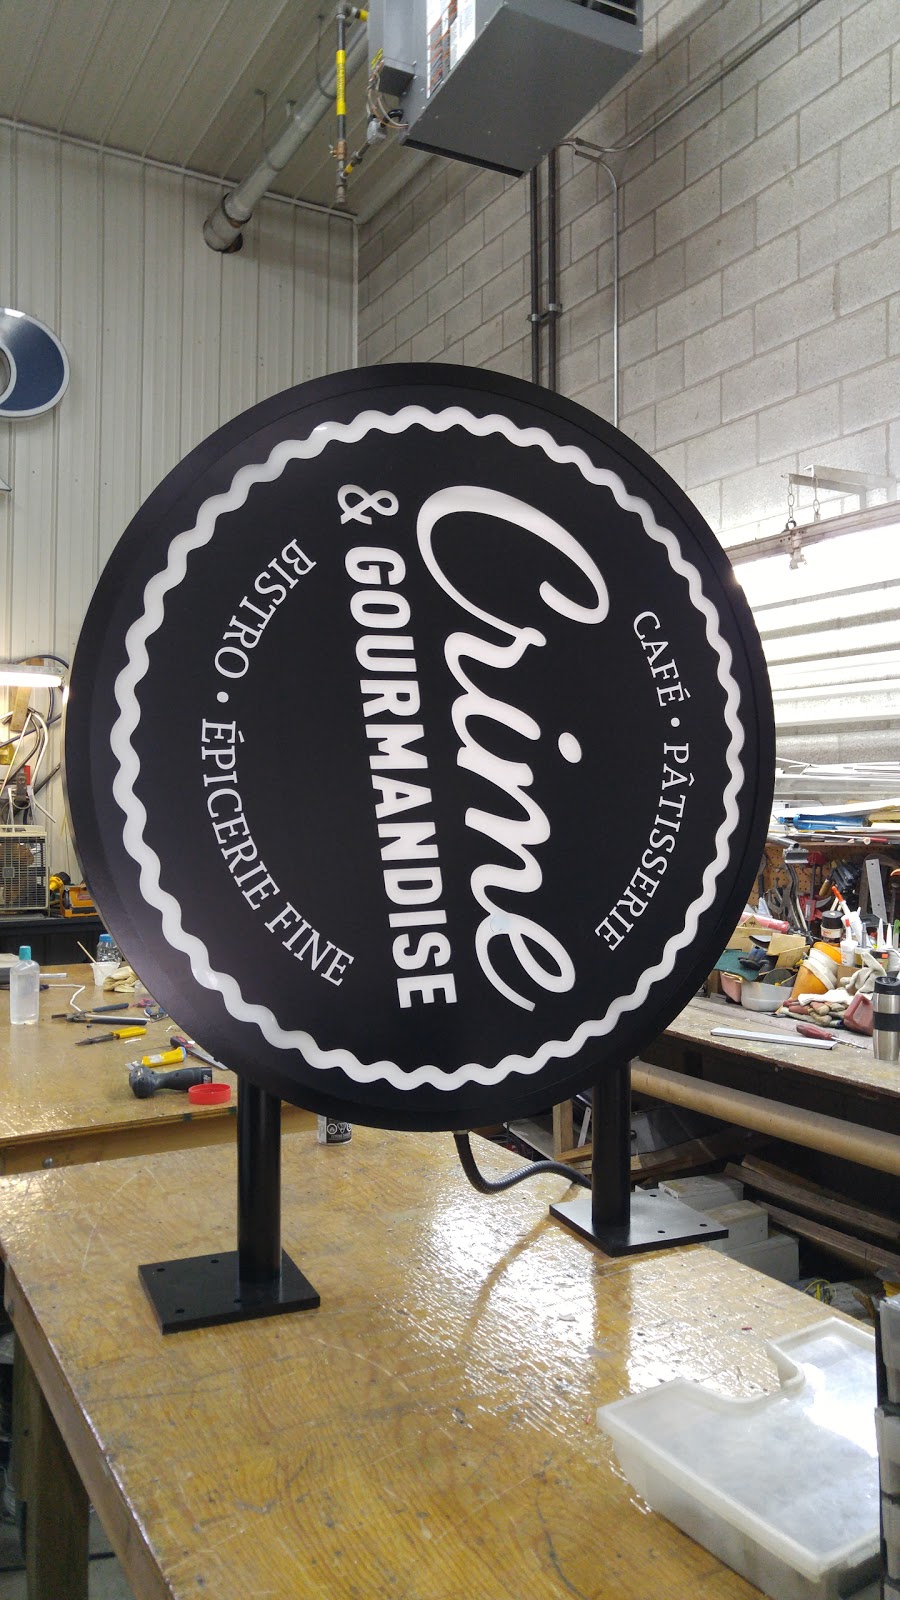 CAFÉ • PÂTISSERIE
Crime
& GOURMANDISE
BISTRO • ÉPICERIE FINE